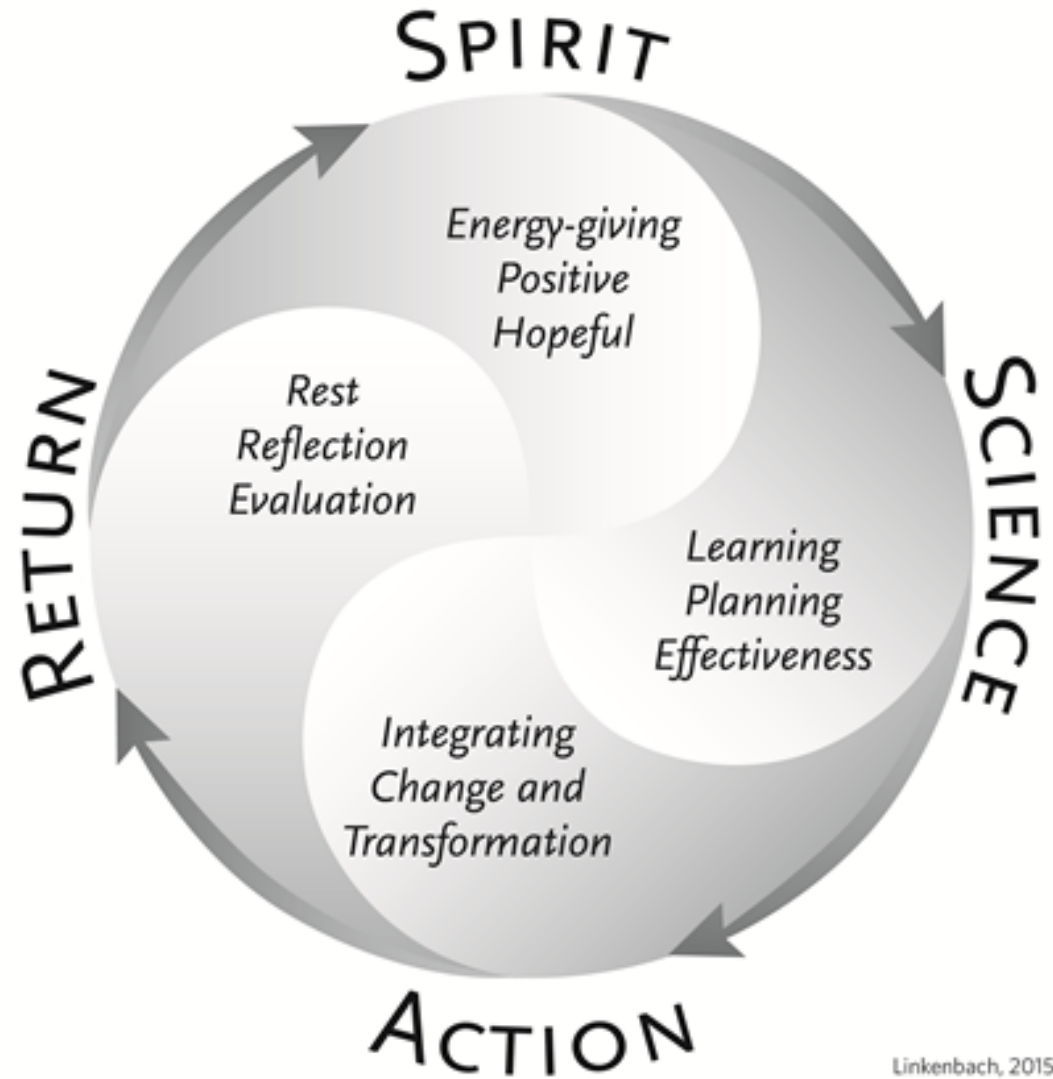 SPIRIT
Energy-giving
Positive
Hopeful
SCIENCE
Learning
Planning
Effectiveness
ACTION
Integrating
Change and
Transformation
RETURN
Rest
Reflection
Evaluation
Linkenbach, 2015